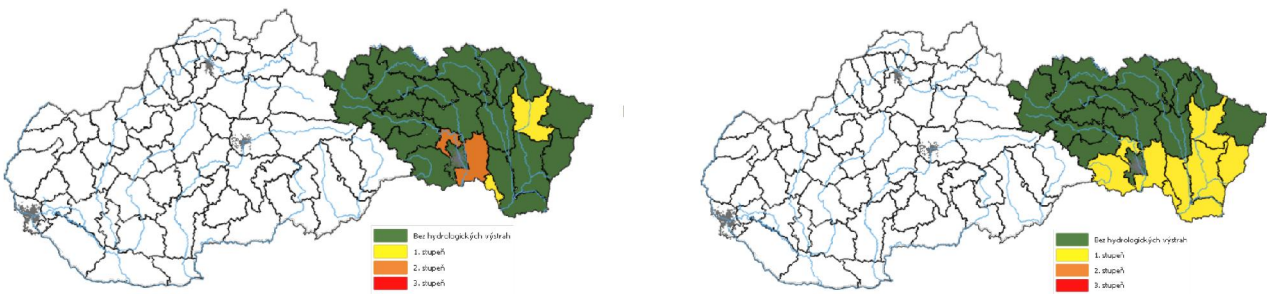 Bez hydrologických výstrah
1. stupeň
2. stupeň
3. stupeň
Bez hydrologických výstrah
1. stupeň
2. stupeň
3. stupeň